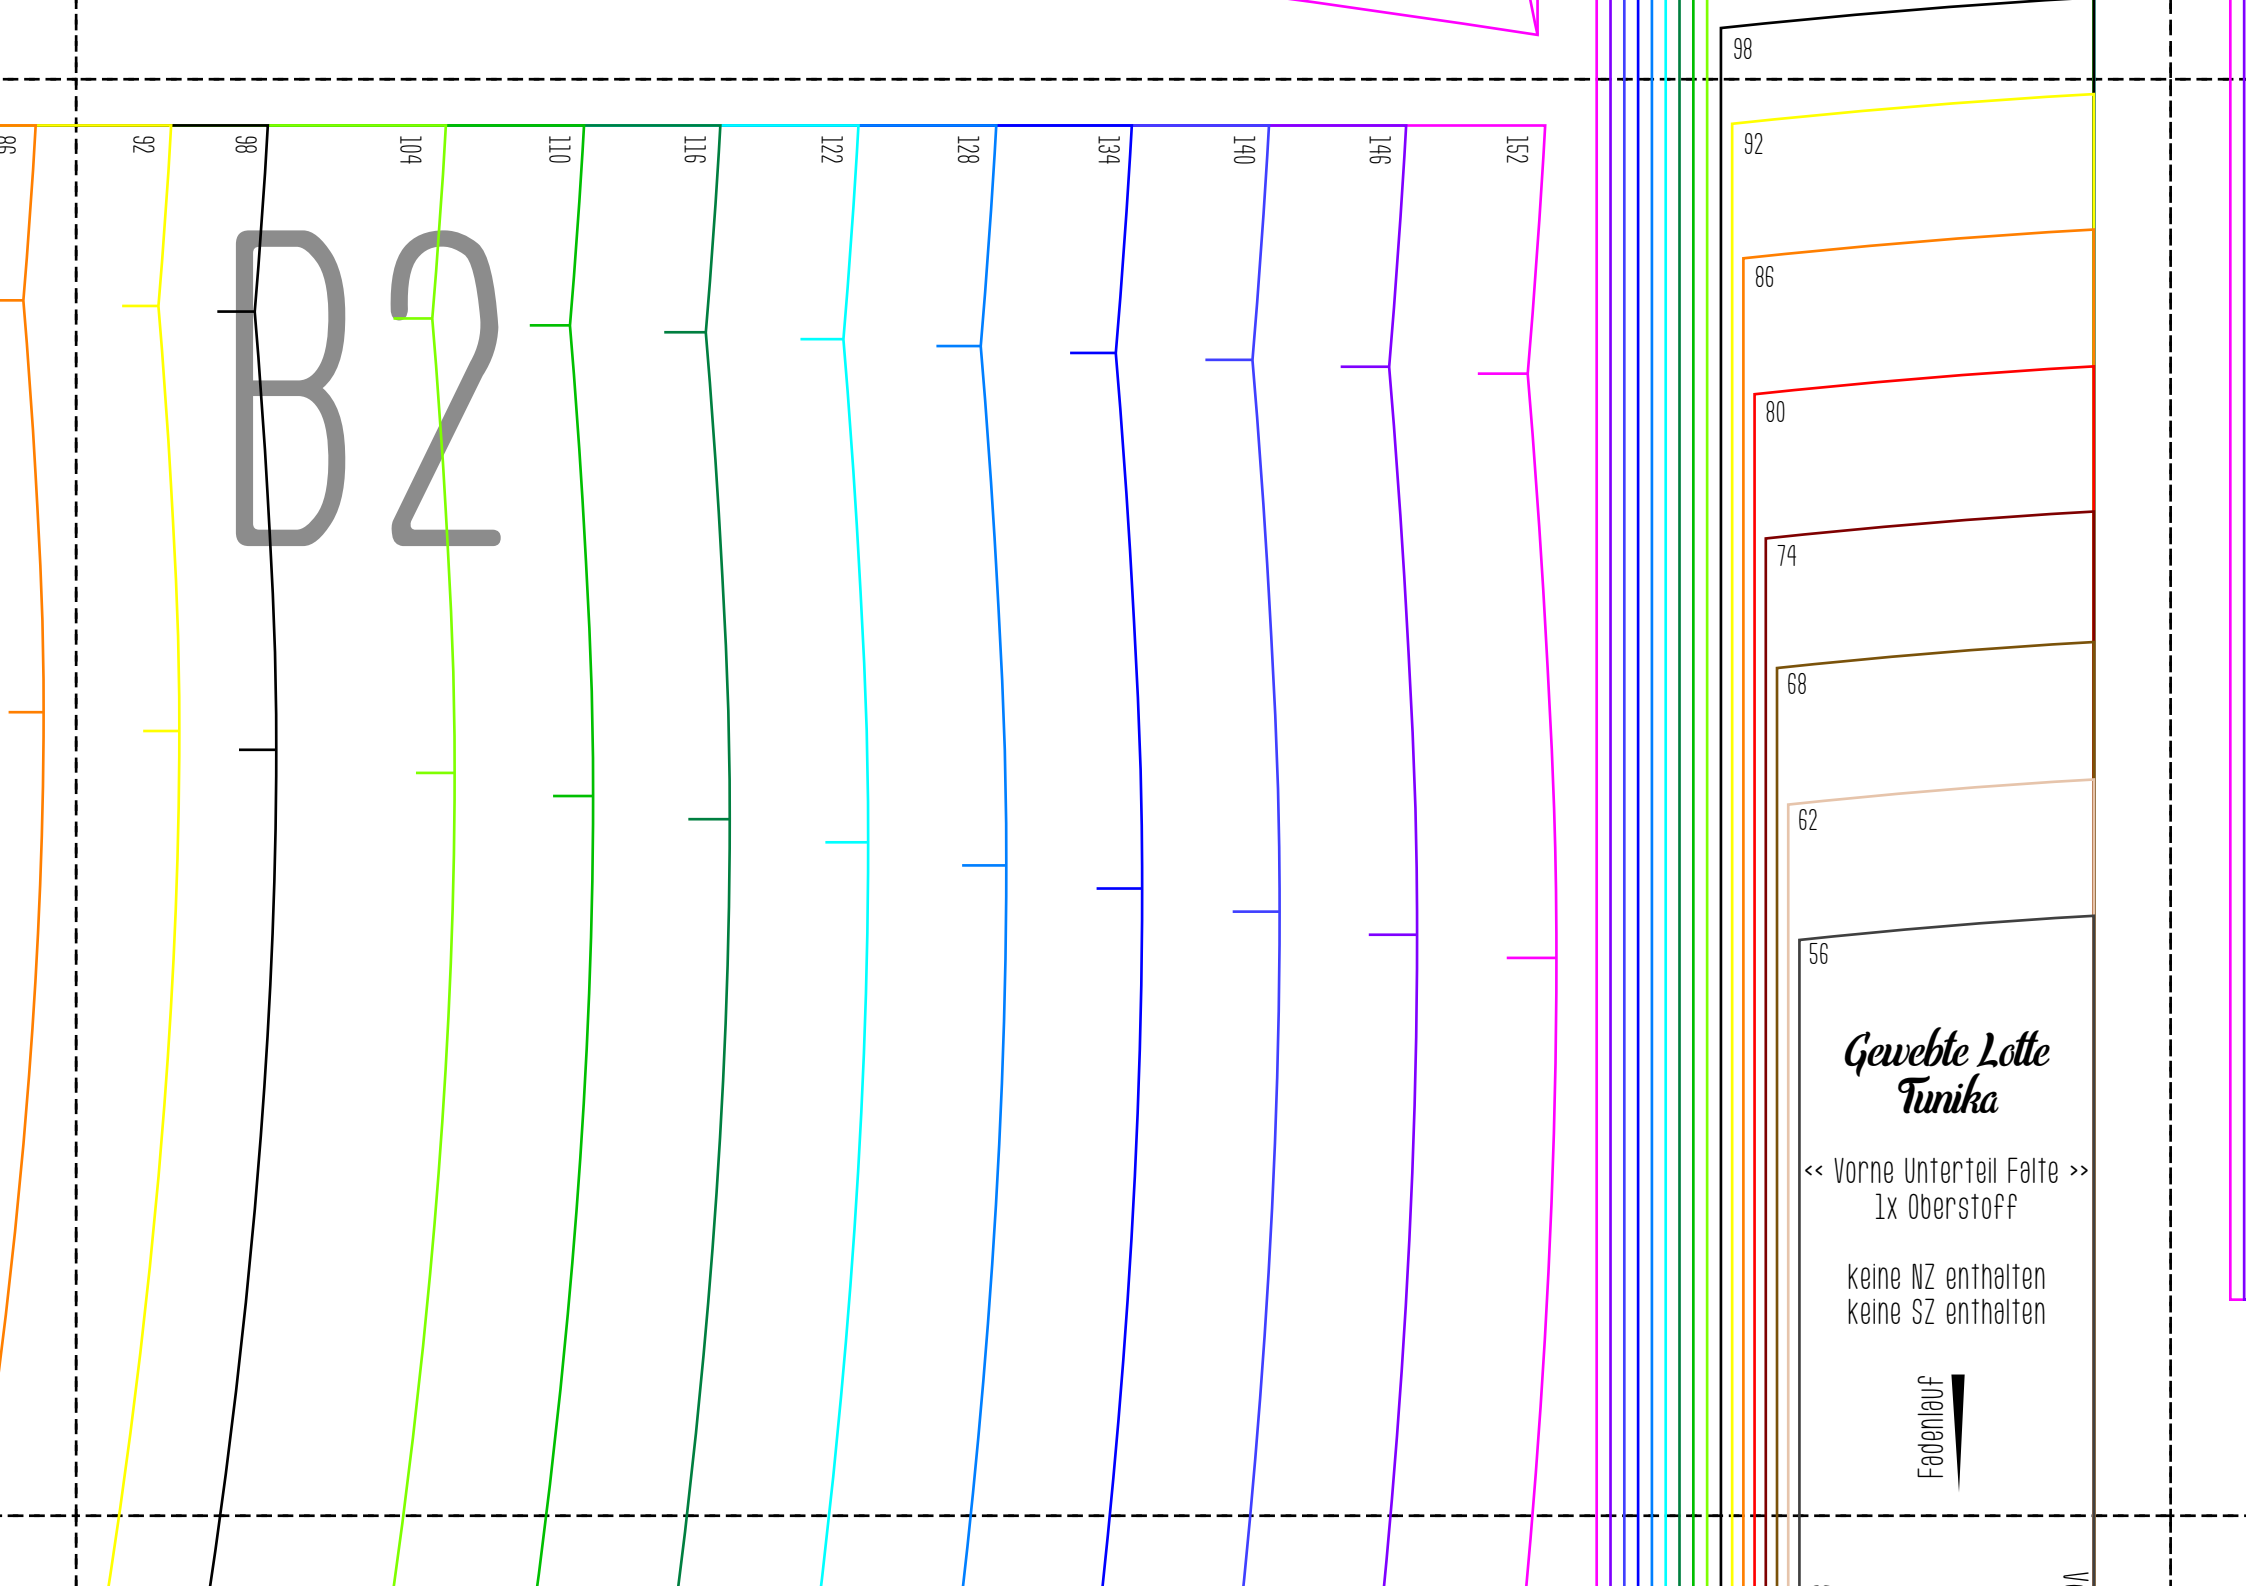 98
86
92
98
104
110
116
122
128
134
140
146
152
B2
92
86
80
74
68
62
56
Gewebte Lotte
Tunika
<< Vorne Unterteil Falte >>
1x Oberstoff
keine NZ enthalten
keine SZ enthalten
Fadenlauf